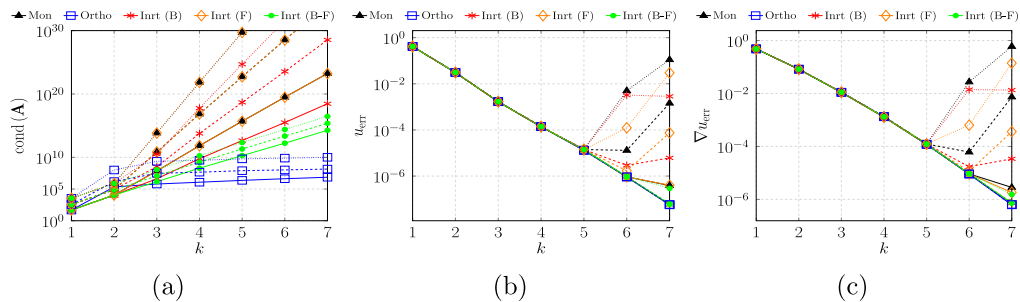 Mon Ortho Inrt (B) Inrt (F) Inrt (B-F)
10^30
10^20
10^10
10^5
10^0
cond (A)
1 2 3 4 5 6 7
k
(a)
Mon Ortho Inrt (B) Inrt (F) Inrt (B-F)
10^0
10^−2
10^−4
10^−6
u_err
1 2 3 4 5 6 7
k
(b)
Mon Ortho Inrt (B) Inrt (F) Inrt (B-F)
10^0
10^−2
10^−4
10^−6
∇u_err
1 2 3 4 5 6 7
k
(c)